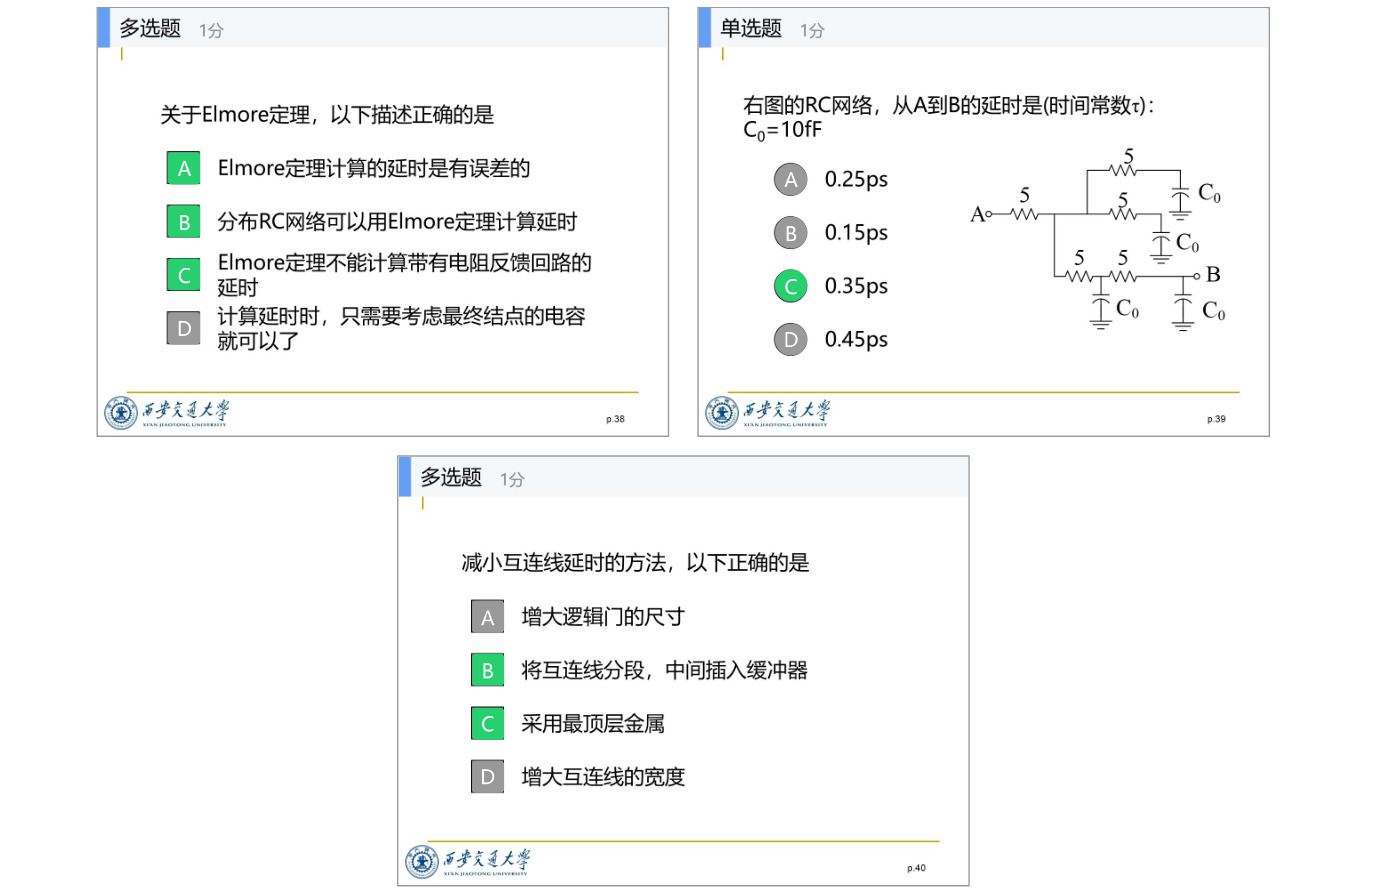 多选题 1分
关于Elmore定理，以下描述正确的是
A Elmore定理计算的延时是有误差的
B 分布RC网络可以用Elmore定理计算延时
C Elmore定理不能计算带有电阻反馈回路的
延时
D 计算延时时，只需要考虑最终结点的电容
就可以了
西安交通大学
XI'AN JIAOTONG UNIVERSITY
p.38
单选题 1分
右图的RC网络，从A到B的延时是(时间常数τ)：
C₀=10fF
A 0.25ps
B 0.15ps
C 0.35ps
D 0.45ps
5
C₀
A 5
5
C₀
5 5
B
C₀
C₀
西安交通大学
XI'AN JIAOTONG UNIVERSITY
p.39
多选题 1分
减小互连线延时的方法，以下正确的是
A 增大逻辑门的尺寸
B 将互连线分段，中间插入缓冲器
C 采用最顶层金属
D 增大互连线的宽度
西安交通大学
XI'AN JIAOTONG UNIVERSITY
p.40